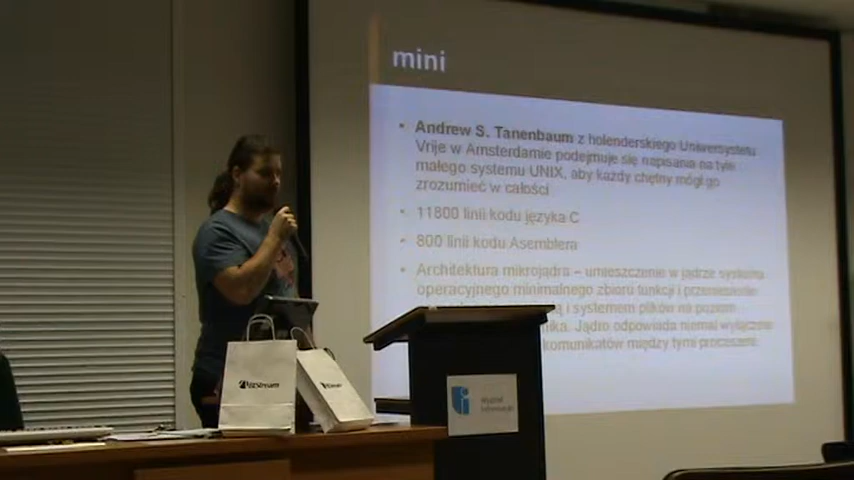 mini
• Andrew S. Tanenbaum z holenderskiego Uniwersytetu
Vrije w Amsterdamie podejmuje się napisania na tyle
małego systemu UNIX, aby każdy chętny mógł go
zrozumieć w całości
• 11800 linii kodu języka C
• 800 linii kodu Asemblera
• Architektura mikrojądra – umieszczenie w jądrze systemu
operacyjnego minimalnego zbioru funkcji i przeniesienie
i systemem plików na poziom
Jądro odpowiada niemal wyłącznie
komunikatów między tymi procesami.
Wydział
Informatyki